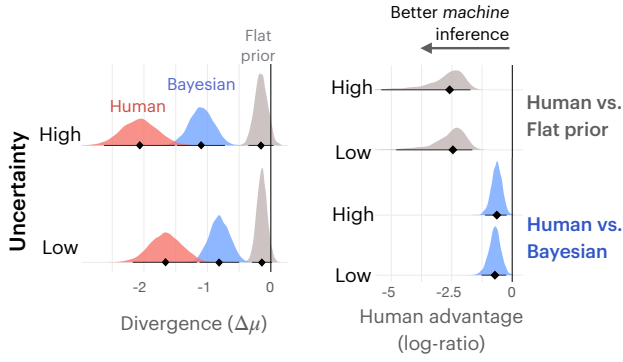 Flat
prior
Bayesian
Human
High
Low
Uncertainty
-2
-1
0
Divergence (Δμ)
Better machine
inference
High
Low
High
Low
Human vs.
Flat prior
Human vs.
Bayesian
-5
-2.5
0
Human advantage
(log-ratio)